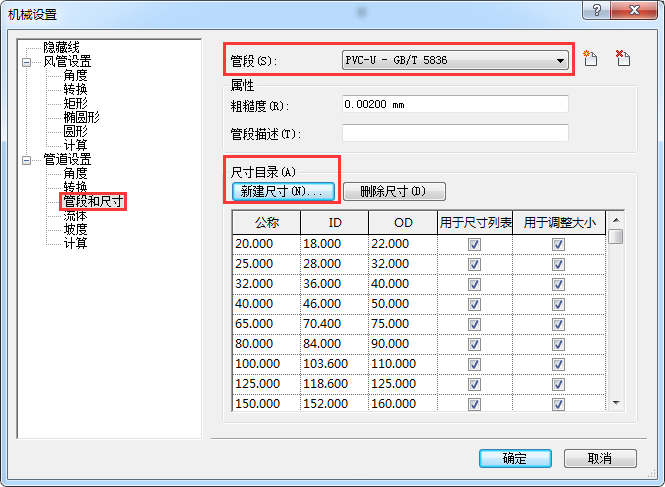 机械设置
隐藏线
风管设置
角度
转换
矩形
椭圆形
圆形
计算
管道设置
角度
转换
管段和尺寸
流体
坡度
计算
管段(S): PVC-U - GB/T 5836
属性
粗糙度(R): 0.00200 mm
管段描述(T):
尺寸目录(A)
新建尺寸(N)... 删除尺寸(D)
公称 ID OD 用于尺寸列表 用于调整大小
20.000 18.000 22.000
25.000 28.000 32.000
32.000 36.000 40.000
40.000 46.000 50.000
65.000 70.400 75.000
80.000 84.000 90.000
100.000 103.600 110.000
125.000 118.600 125.000
150.000 152.000 160.000
确定 取消